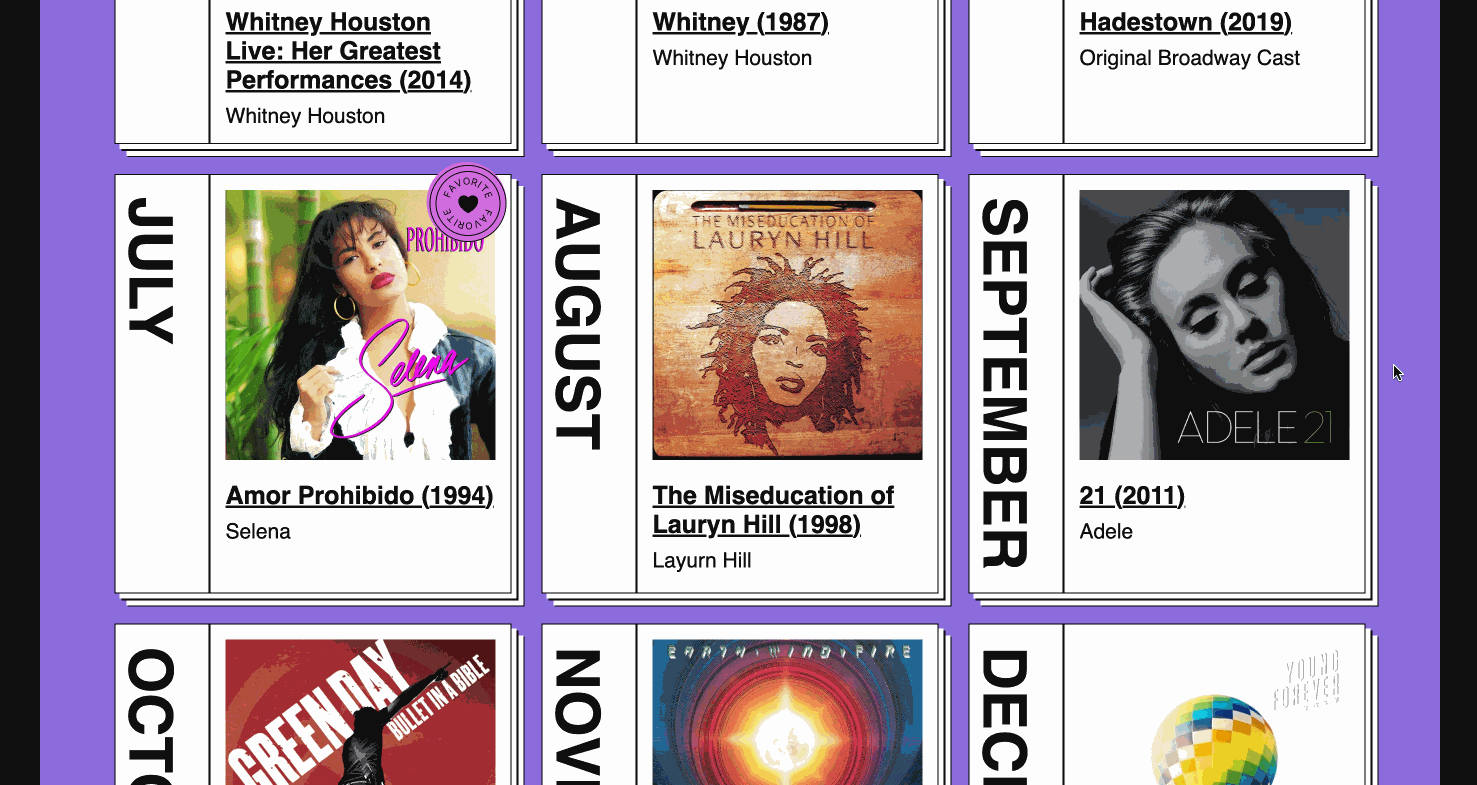 Whitney Houston
Live: Her Greatest
Performances (2014)
Whitney Houston
Whitney (1987)
Whitney Houston
Hadestown (2019)
Original Broadway Cast
JULY
FAVORITE FAVORITE
PROHIBIDO
Selena
Amor Prohibido (1994)
Selena
AUGUST
THE MISEDUCATION OF
LAURYN HILL
The Miseducation of
Lauryn Hill (1998)
Layurn Hill
SEPTEMBER
ADELE 21
21 (2011)
Adele
OCTO
GREEN DAY
BULLET IN A BIBLE
NOVE
EARTH, WIND & FIRE
DECE
YOUNG
FOREVER